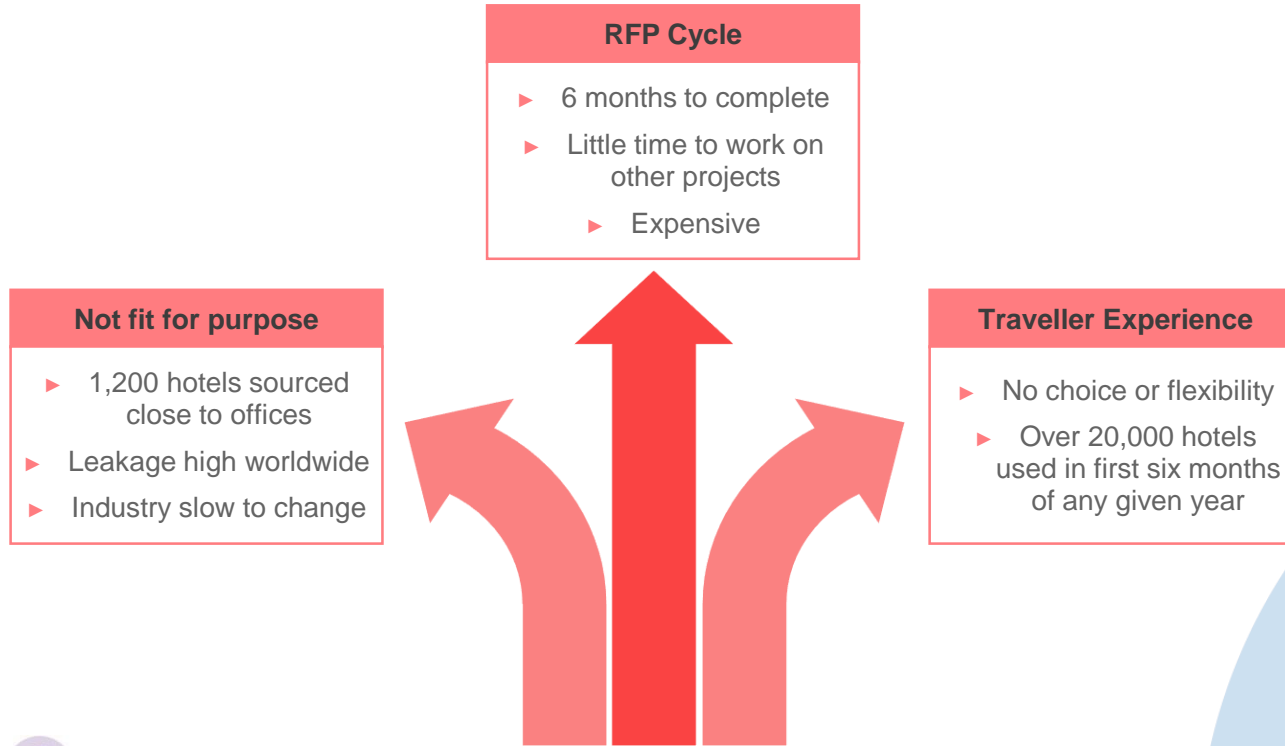 RFP Cycle
► 6 months to complete
► Little time to work on
other projects
► Expensive
Not fit for purpose
► 1,200 hotels sourced
close to offices
► Leakage high worldwide
► Industry slow to change
Traveller Experience
► No choice or flexibility
► Over 20,000 hotels
used in first six months
of any given year